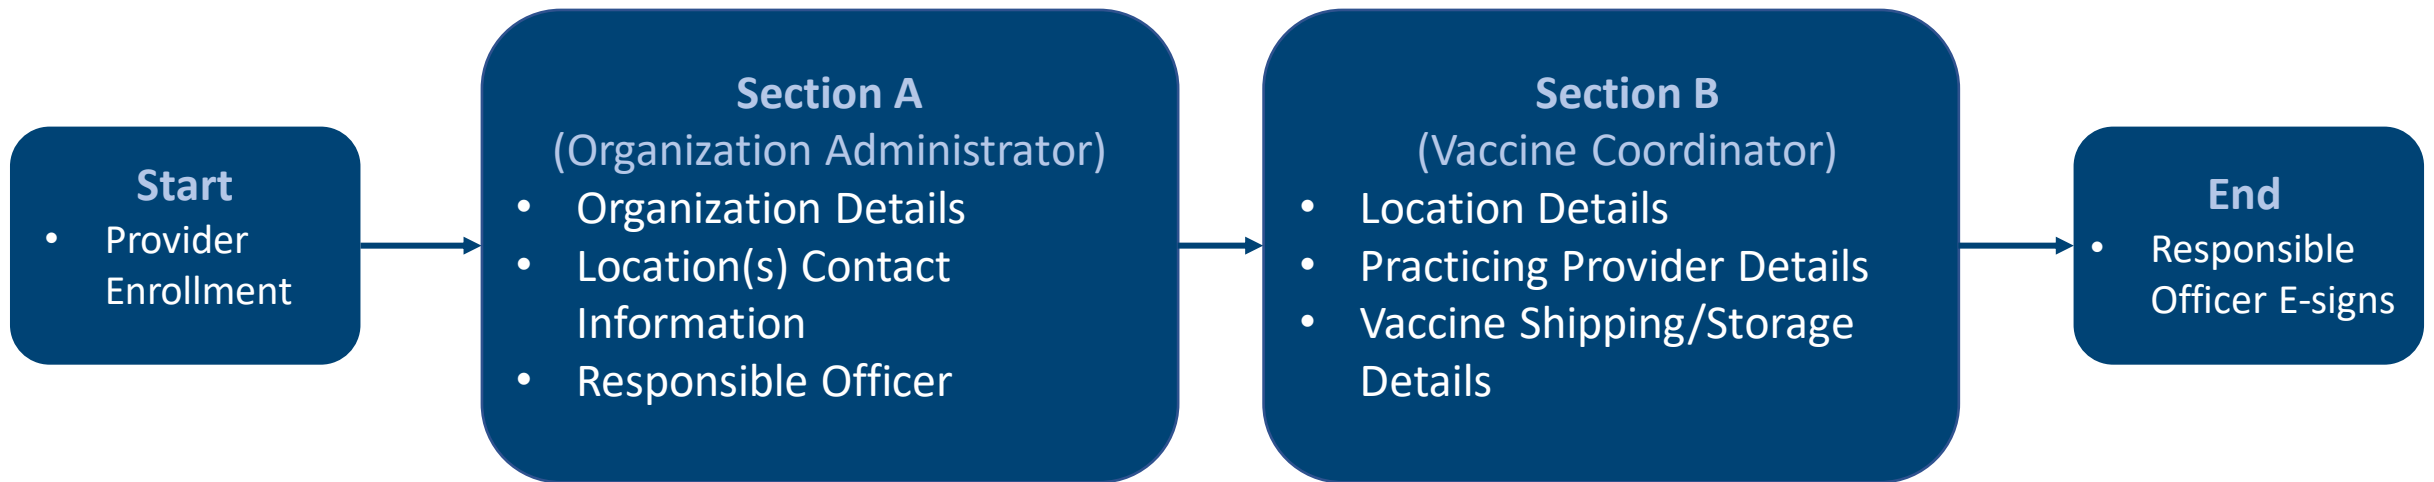 Start
• Provider
Enrollment
Section A
(Organization Administrator)
• Organization Details
• Location(s) Contact
Information
• Responsible Officer
Section B
(Vaccine Coordinator)
• Location Details
• Practicing Provider Details
• Vaccine Shipping/Storage
Details
End
• Responsible
Officer E-signs